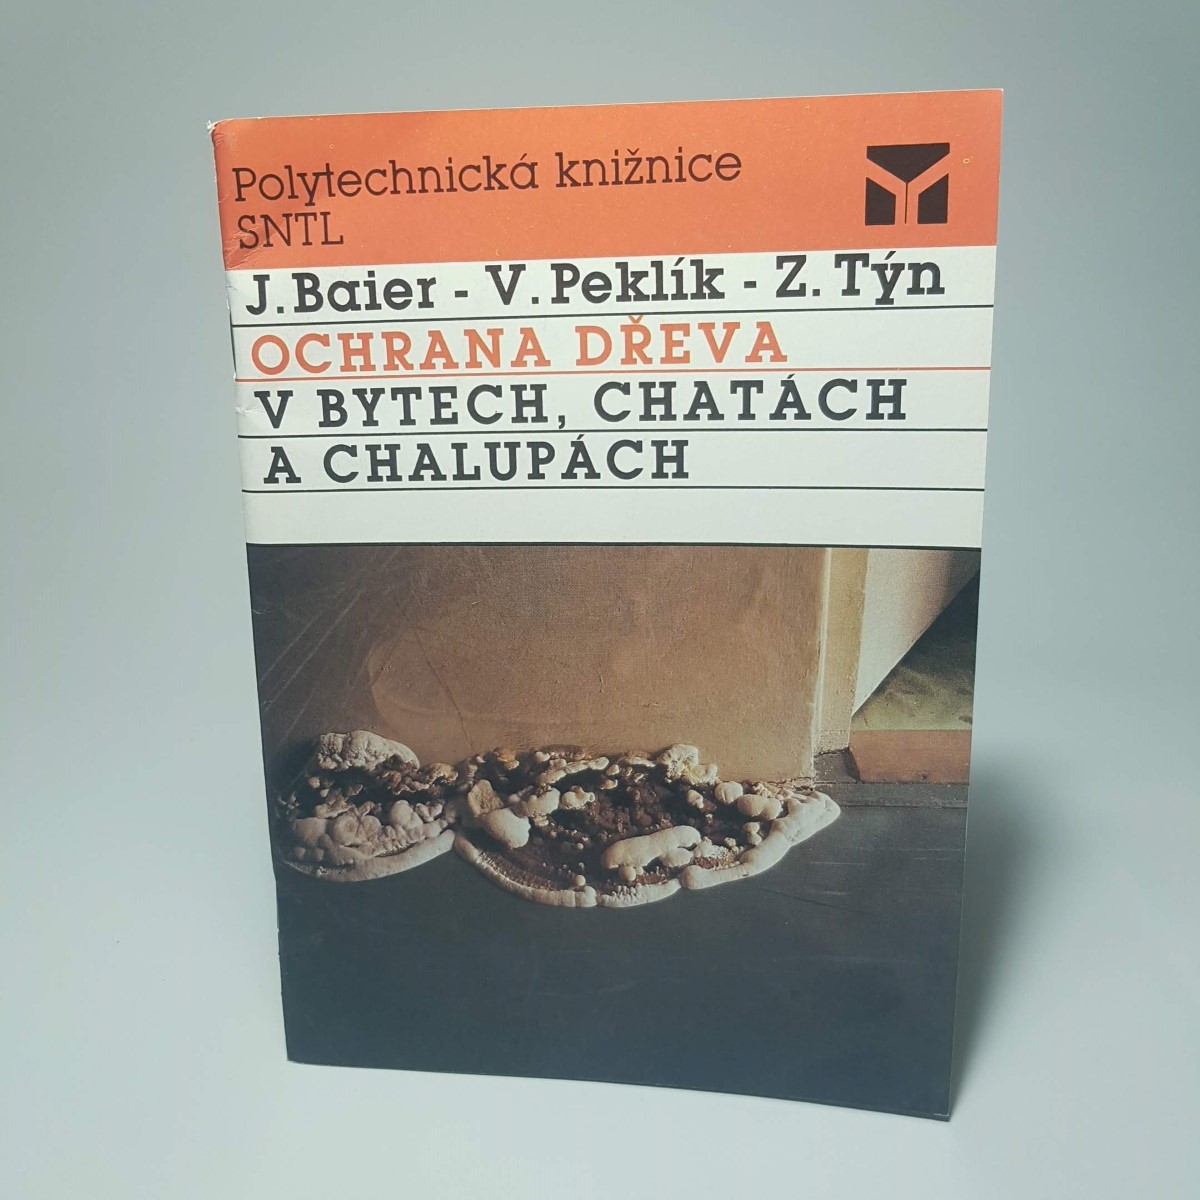 Polytechnická knižnice
SNTL
J. Baier - V. Peklík - Z. Týn
OCHRANA DŘEVA
V BYTECH, CHATÁCH
A CHALUPÁCH